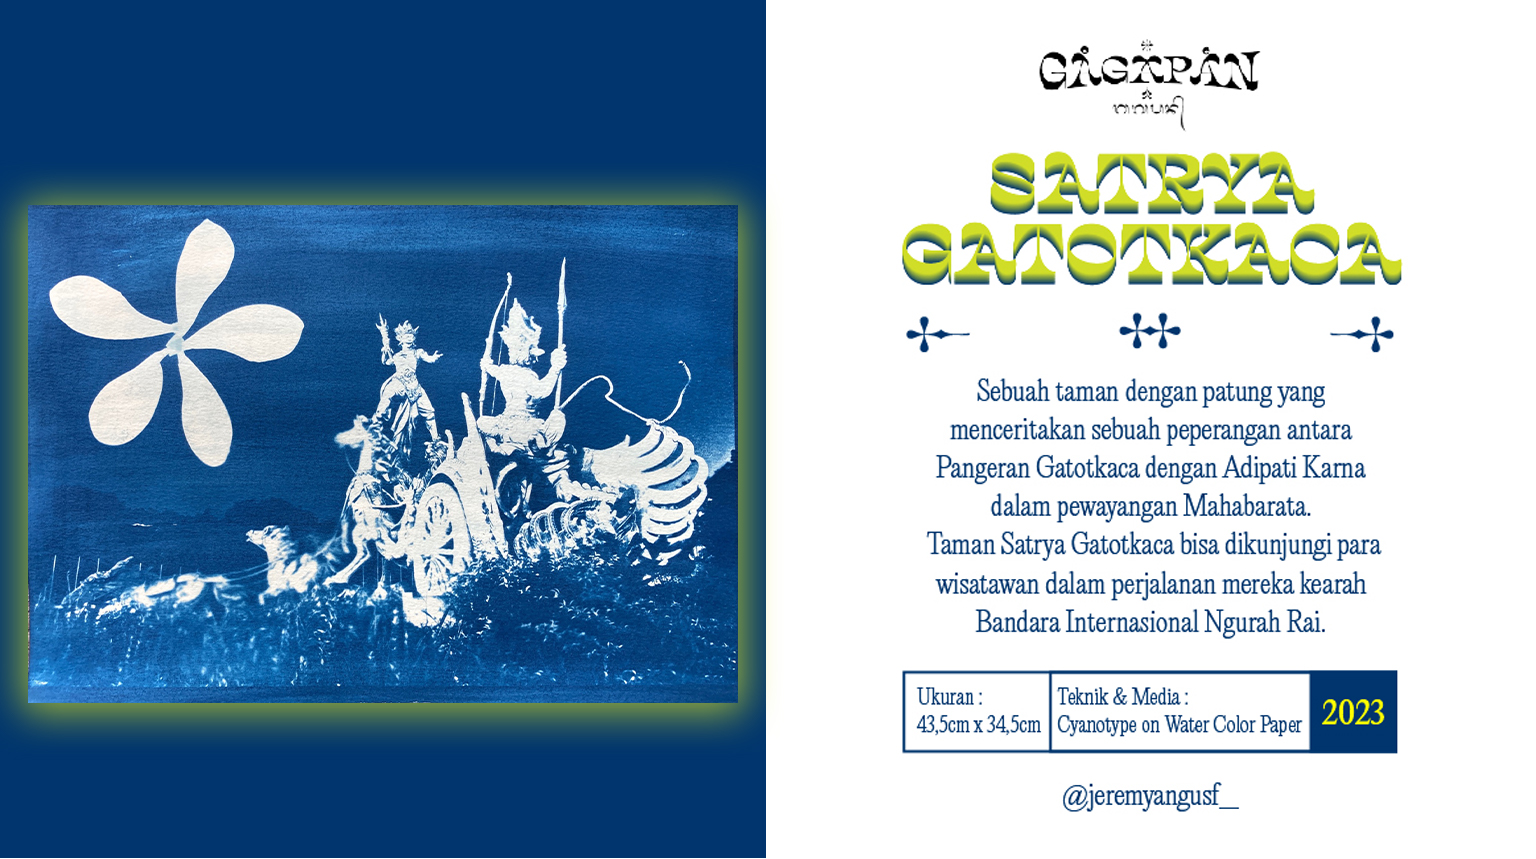 GAGAPAN
SATRYA
GATOTKACA
Sebuah taman dengan patung yang
menceritakan sebuah peperangan antara
Pangeran Gatotkaca dengan Adipati Karna
dalam pewayangan Mahabarata.
Taman Satrya Gatotkaca bisa dikunjungi para
wisatawan dalam perjalanan mereka kearah
Bandara Internasional Ngurah Rai.
Ukuran :
43,5cm x 34,5cm
Teknik & Media :
Cyanotype on Water Color Paper
2023
@jeremyangusf_